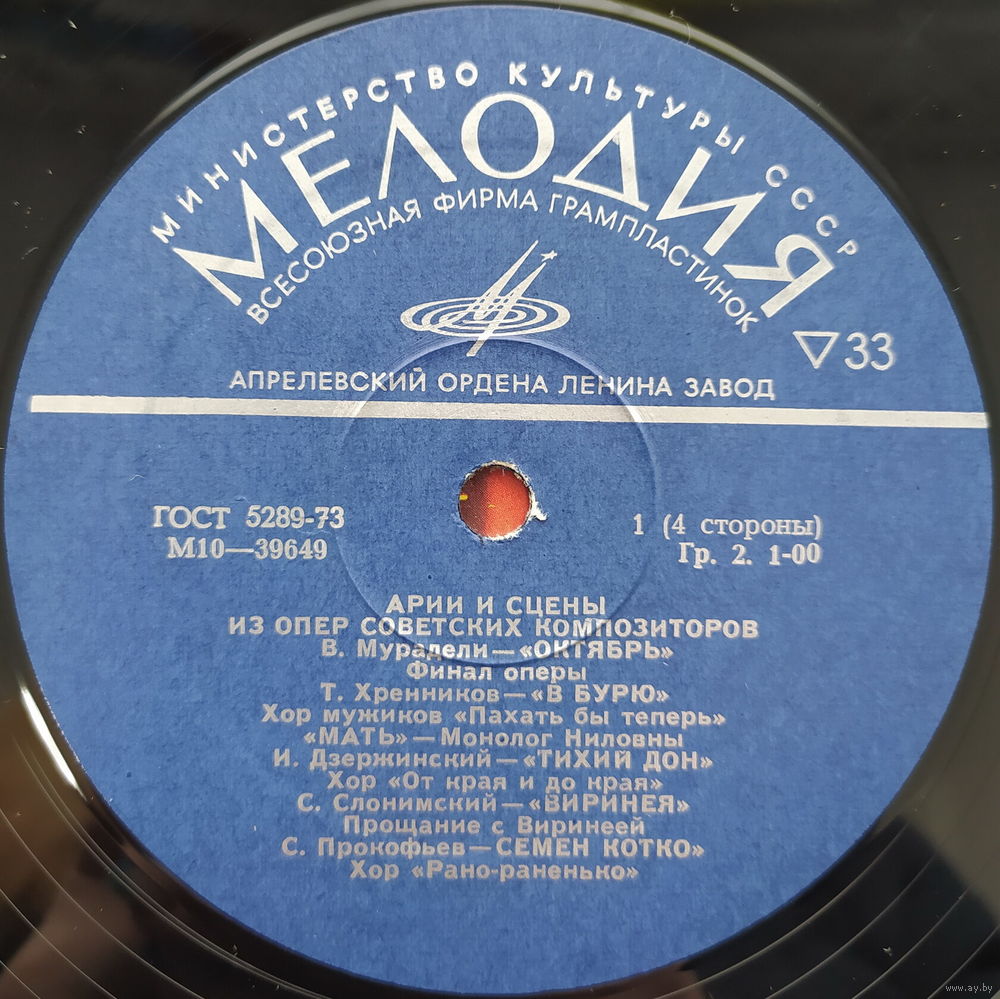 МИНИСТЕРСТВО КУЛЬТУРЫ СССР
МЕЛОДИЯ
ВСЕСОЮЗНАЯ ФИРМА ГРАМПЛАСТИНОК
▽33
АПРЕЛЕВСКИЙ ОРДЕНА ЛЕНИНА ЗАВОД
ГОСТ 5289-73
М10—39649
1 (4 стороны)
Гр. 2. 1-00
АРИИ И СЦЕНЫ
ИЗ ОПЕР СОВЕТСКИХ КОМПОЗИТОРОВ
В. Мурадели—«ОКТЯБРЬ»
Финал оперы
Т. Хренников—«В БУРЮ»
Хор мужиков «Пахать бы теперь»
«МАТЬ»—Монолог Ниловны
И. Дзержинский—«ТИХИЙ ДОН»
Хор «От края и до края»
С. Слонимский—«ВИРИНЕЯ»
Прощание с Виринеей
С. Прокофьев—СЕМЕН КОТКО»
Хор «Рано-раненько»
www.ay.by